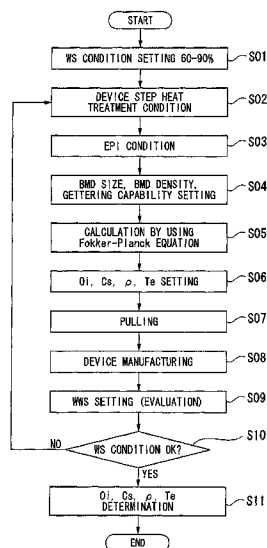 START
WS CONDITION SETTING 60-90%
S01
DEVICE STEP HEAT
TREATMENT CONDITION
S02
EPI CONDITION
S03
BMD SIZE, BMD DENSITY,
GETTERING CAPABILITY SETTING
S04
CALCULATION BY USING
Fokker-Planck EQUATION
S05
Oi, Cs, ρ, Te SETTING
S06
PULLING
S07
DEVICE MANUFACTURING
S08
WWS SETTING (EVALUATION)
S09
NO
WS CONDITION OK?
S10
YES
Oi, Cs, ρ, Te
DETERMINATION
S11
END